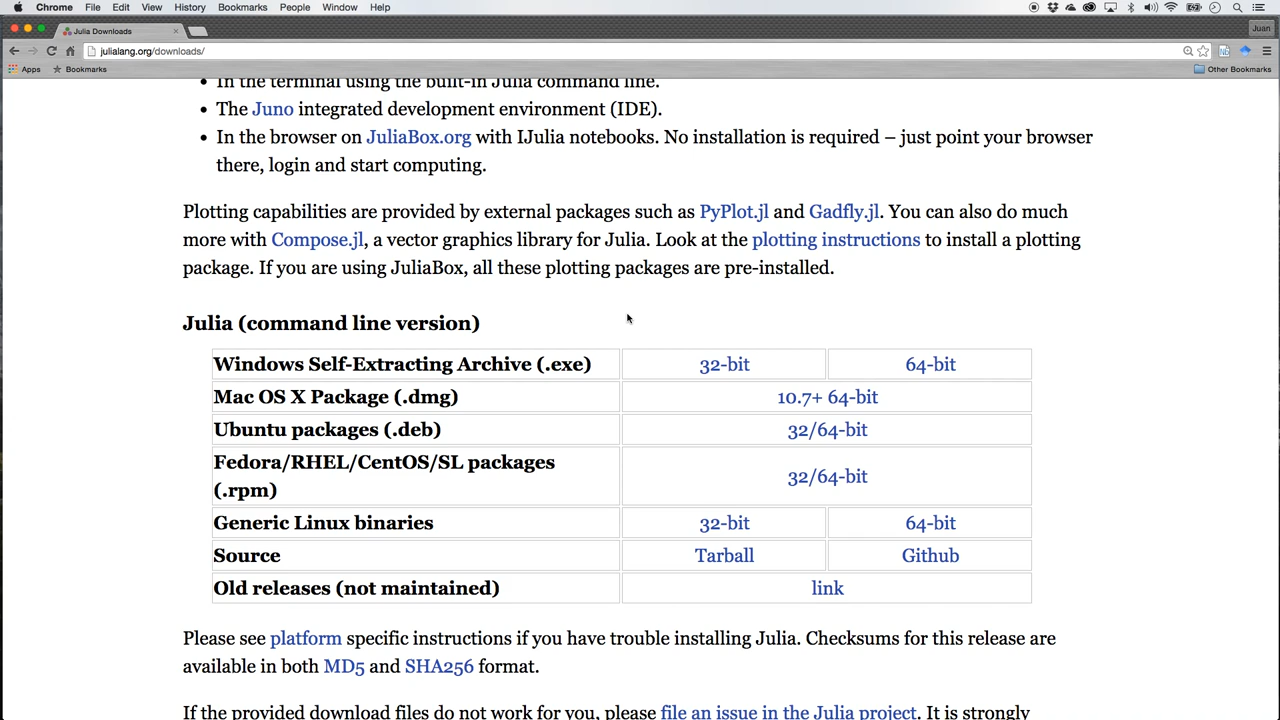 Chrome File Edit View History Bookmarks People Window Help
Julia Downloads
Juan
julialang.org/downloads/
Apps Bookmarks Other Bookmarks
• In the terminal using the built-in Julia command line.
• The Juno integrated development environment (IDE).
• In the browser on JuliaBox.org with IJulia notebooks. No installation is required – just point your browser
there, login and start computing.
Plotting capabilities are provided by external packages such as PyPlot.jl and Gadfly.jl. You can also do much
more with Compose.jl, a vector graphics library for Julia. Look at the plotting instructions to install a plotting
package. If you are using JuliaBox, all these plotting packages are pre-installed.
Julia (command line version)
Windows Self-Extracting Archive (.exe) 32-bit 64-bit
Mac OS X Package (.dmg) 10.7+ 64-bit
Ubuntu packages (.deb) 32/64-bit
Fedora/RHEL/CentOS/SL packages
(.rpm) 32/64-bit
Generic Linux binaries 32-bit 64-bit
Source Tarball Github
Old releases (not maintained) link
Please see platform specific instructions if you have trouble installing Julia. Checksums for this release are
available in both MD5 and SHA256 format.
If the provided download files do not work for you, please file an issue in the Julia project. It is strongly